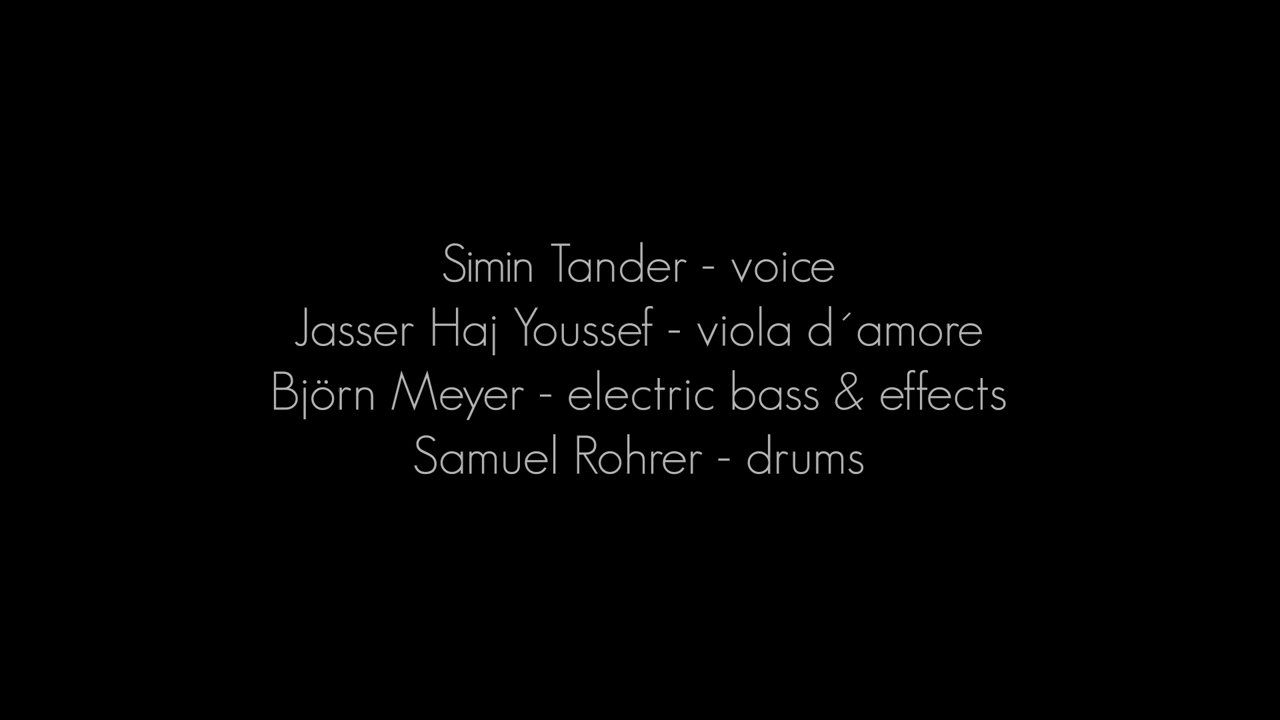 Simin Tander - voice
Jasser Haj Youssef - viola d´amore
Björn Meyer - electric bass & effects
Samuel Rohrer - drums